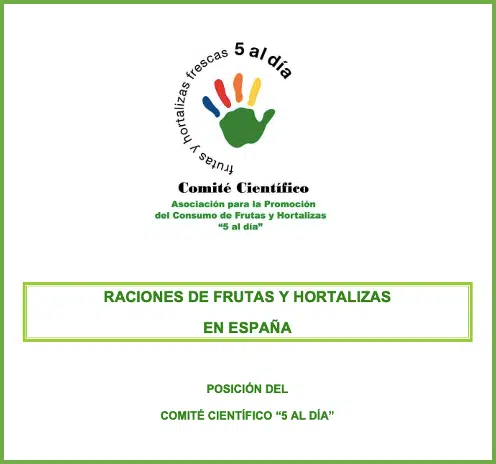 frutas y hortalizas frescas 5 al día
Comité Científico
Asociación para la Promoción
del Consumo de Frutas y Hortalizas
“5 al día”
RACIONES DE FRUTAS Y HORTALIZAS
EN ESPAÑA
POSICIÓN DEL
COMITÉ CIENTÍFICO “5 AL DÍA”